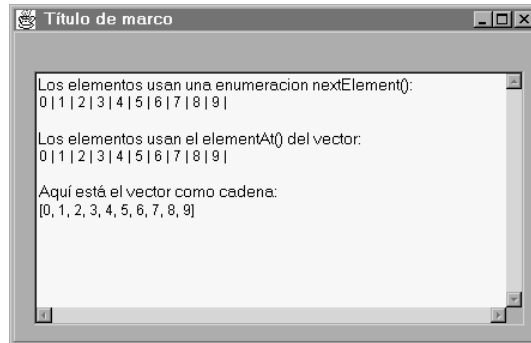 Título de marco
Los elementos usan una enumeracion nextElement():
0 | 1 | 2 | 3 | 4 | 5 | 6 | 7 | 8 | 9 |
Los elementos usan el elementAt() del vector:
0 | 1 | 2 | 3 | 4 | 5 | 6 | 7 | 8 | 9 |
Aquí está el vector como cadena:
[0, 1, 2, 3, 4, 5, 6, 7, 8, 9]